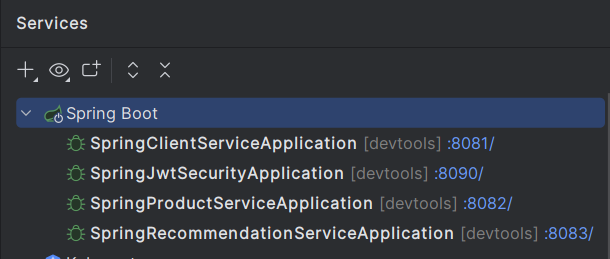 Services
Spring Boot
SpringClientServiceApplication [devtools] :8081/
SpringJwtSecurityApplication [devtools] :8090/
SpringProductServiceApplication [devtools] :8082/
SpringRecommendationServiceApplication [devtools] :8083/